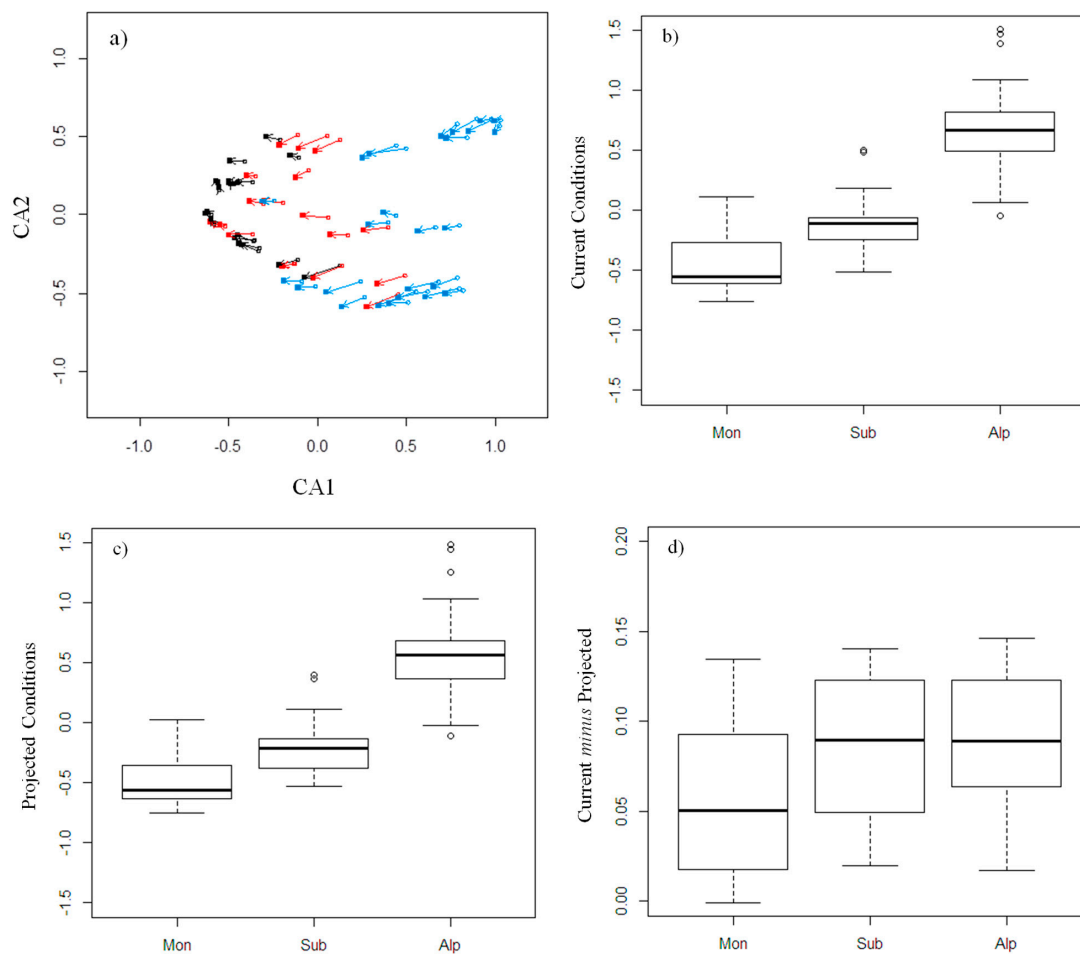 a)
1.0
0.5
0.0
-0.5
-1.0
CA2
-1.0 -0.5 0.0 0.5 1.0
CA1
b)
1.5
1.0
0.5
0.0
-0.5
-1.0
-1.5
Current Conditions
Mon Sub Alp
c)
1.5
1.0
0.5
0.0
-0.5
-1.0
-1.5
Projected Conditions
Mon Sub Alp
d)
0.20
0.15
0.10
0.05
0.00
Current minus Projected
Mon Sub Alp